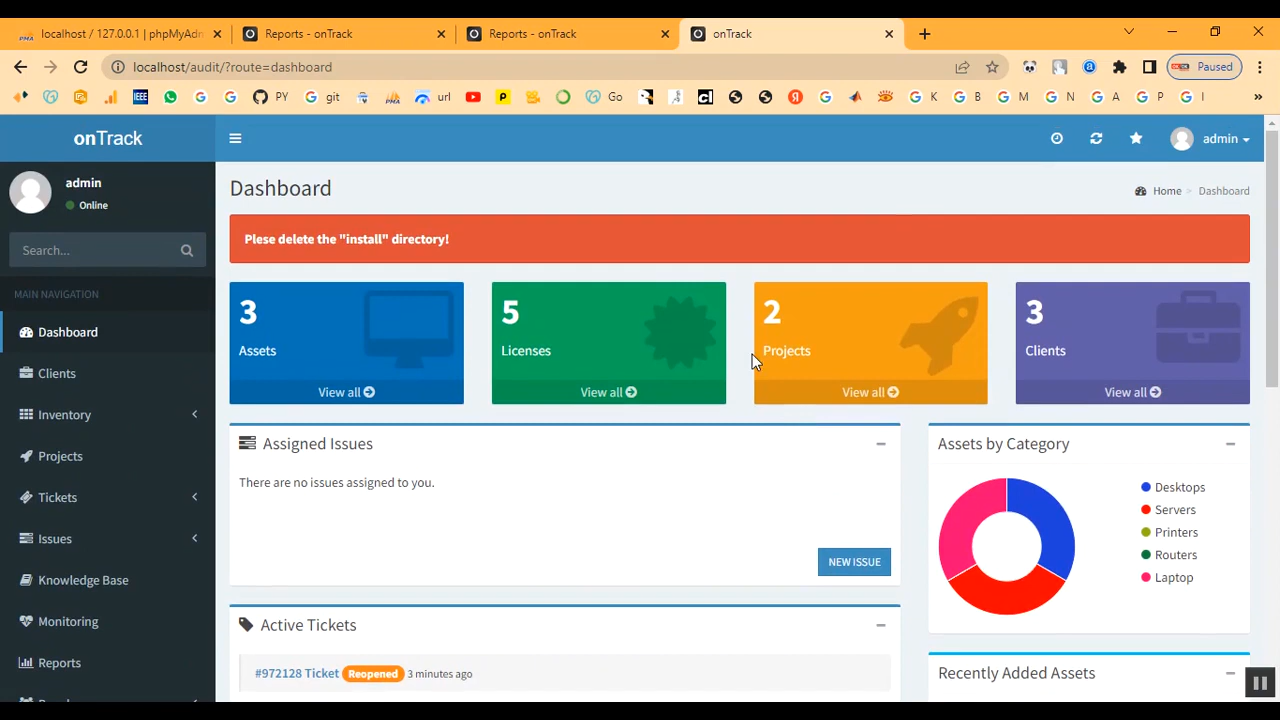 localhost / 127.0.0.1 | phpMyAdn
Reports - onTrack
Reports - onTrack
onTrack
localhost/audit/?route=dashboard
Paused
PY
git
url
Go
K
B
M
N
A
P
I
onTrack
admin
admin
Online
Search...
MAIN NAVIGATION
Dashboard
Clients
Inventory
Projects
Tickets
Issues
Knowledge Base
Monitoring
Reports
Dashboard
Home > Dashboard
Plese delete the "install" directory!
3
Assets
View all
5
Licenses
View all
2
Projects
View all
3
Clients
View all
Assigned Issues
There are no issues assigned to you.
NEW ISSUE
Assets by Category
Desktops
Servers
Printers
Routers
Laptop
Active Tickets
#972128 Ticket Reopened 3 minutes ago
Recently Added Assets